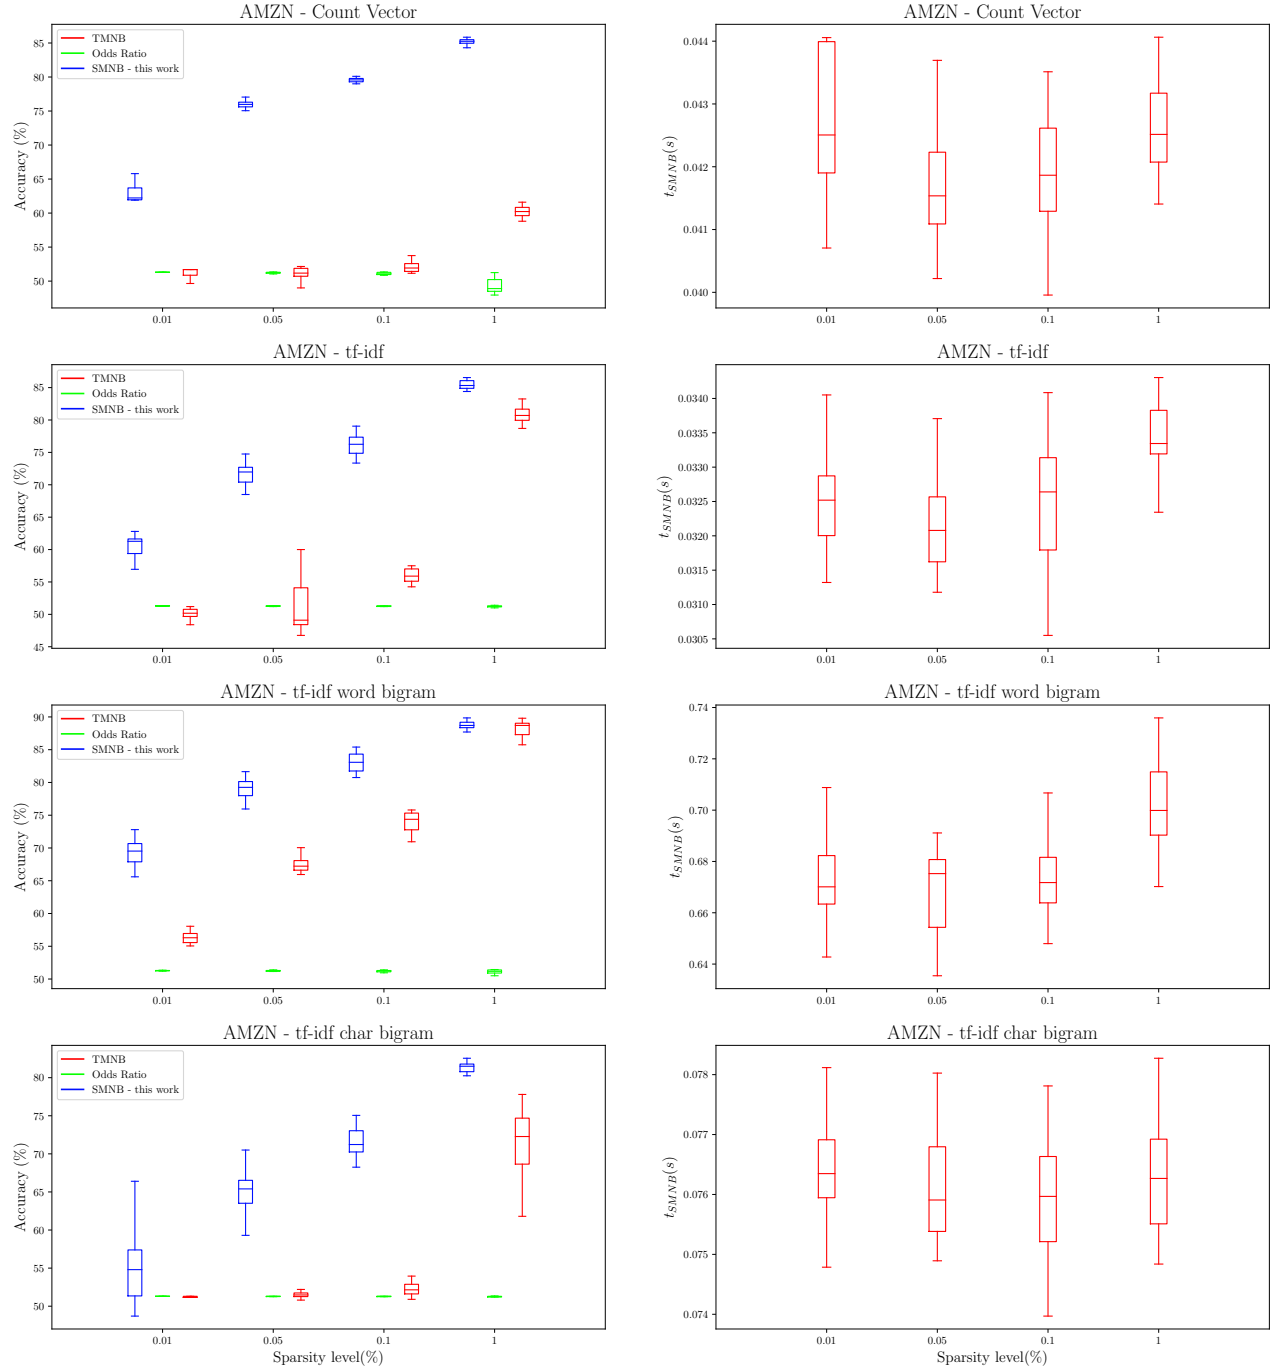 AMZN - Count Vector
TMNB
Odds Ratio
SMNB - this work
Accuracy (%)
85
80
75
70
65
60
55
50
0.01 0.05 0.1 1
AMZN - Count Vector
t_{SMNB}(s)
0.044
0.043
0.042
0.041
0.040
0.01 0.05 0.1 1
AMZN - tf-idf
TMNB
Odds Ratio
SMNB - this work
Accuracy (%)
85
80
75
70
65
60
55
50
45
0.01 0.05 0.1 1
AMZN - tf-idf
t_{SMNB}(s)
0.0340
0.0335
0.0330
0.0325
0.0320
0.0315
0.0310
0.0305
0.01 0.05 0.1 1
AMZN - tf-idf word bigram
TMNB
Odds Ratio
SMNB - this work
Accuracy (%)
90
85
80
75
70
65
60
55
50
0.01 0.05 0.1 1
AMZN - tf-idf word bigram
t_{SMNB}(s)
0.74
0.72
0.70
0.68
0.66
0.64
0.01 0.05 0.1 1
AMZN - tf-idf char bigram
TMNB
Odds Ratio
SMNB - this work
Accuracy (%)
80
75
70
65
60
55
50
0.01 0.05 0.1 1
Sparsity level(%)
AMZN - tf-idf char bigram
t_{SMNB}(s)
0.078
0.077
0.076
0.075
0.074
0.01 0.05 0.1 1
Sparsity level(%)